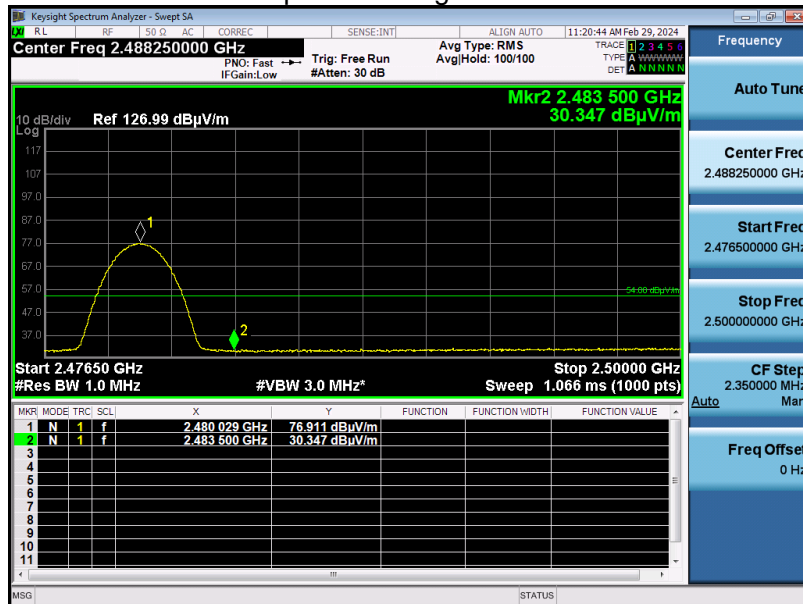 Keysight Spectrum Analyzer - Swept SA
LXI RL RF 50 Ω AC CORREC SENSE:INT ALIGN AUTO 11:20:44 AM Feb 29, 2024
Center Freq 2.488250000 GHz
PNO: Fast
IFGain:Low
Trig: Free Run
#Atten: 30 dB
Avg Type: RMS
Avg|Hold: 100/100
TRACE 1 2 3 4 5 6
TYPE A WWWWW
DET A N N N N N
Frequency
Mkr2 2.483 500 GHz
30.347 dBµV/m
10 dB/div Ref 126.99 dBµV/m
Log
117
107
97.0
87.0
77.0
67.0
57.0
47.0
37.0
1
2
54.00 dBµV/m
Start 2.47650 GHz Stop 2.50000 GHz
#Res BW 1.0 MHz #VBW 3.0 MHz* Sweep 1.066 ms (1000 pts)
MKR MODE TRC SCL X Y FUNCTION FUNCTION WIDTH FUNCTION VALUE
1 N 1 f 2.480 029 GHz 76.911 dBµV/m
2 N 1 f 2.483 500 GHz 30.347 dBµV/m
3
4
5
6
7
8
9
10
11
Auto Tune
Center Freq
2.488250000 GHz
Start Freq
2.476500000 GHz
Stop Freq
2.500000000 GHz
CF Step
2.350000 MHz
Auto Man
Freq Offset
0 Hz
MSG STATUS